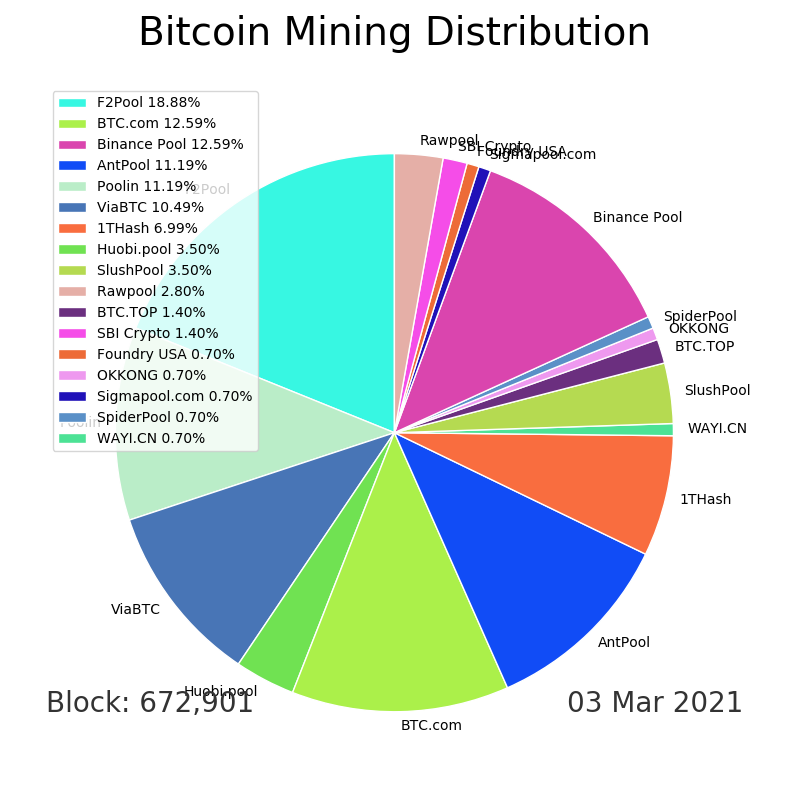 Bitcoin Mining Distribution
F2Pool 18.88%
BTC.com 12.59%
Binance Pool 12.59%
AntPool 11.19%
Poolin 11.19%
ViaBTC 10.49%
1THash 6.99%
Huobi.pool 3.50%
SlushPool 3.50%
Rawpool 2.80%
BTC.TOP 1.40%
SBI Crypto 1.40%
Foundry USA 0.70%
OKKONG 0.70%
Sigmapool.com 0.70%
SpiderPool 0.70%
WAYI.CN 0.70%
Rawpool
SBI Crypto
Foundry USA
Sigmapool.com
F2Pool
Binance Pool
SpiderPool
OKKONG
BTC.TOP
SlushPool
Poolin
WAYI.CN
1THash
ViaBTC
AntPool
Huobi.pool
BTC.com
Block: 672,901
03 Mar 2021